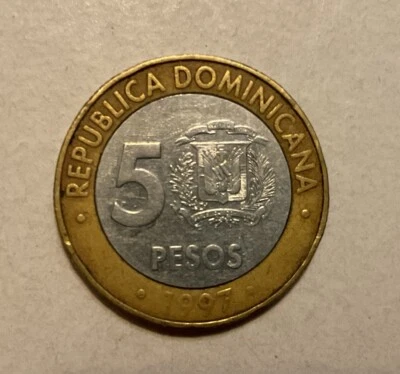 · REPUBLICA DOMINICANA ·
5
PESOS
· 1997 ·